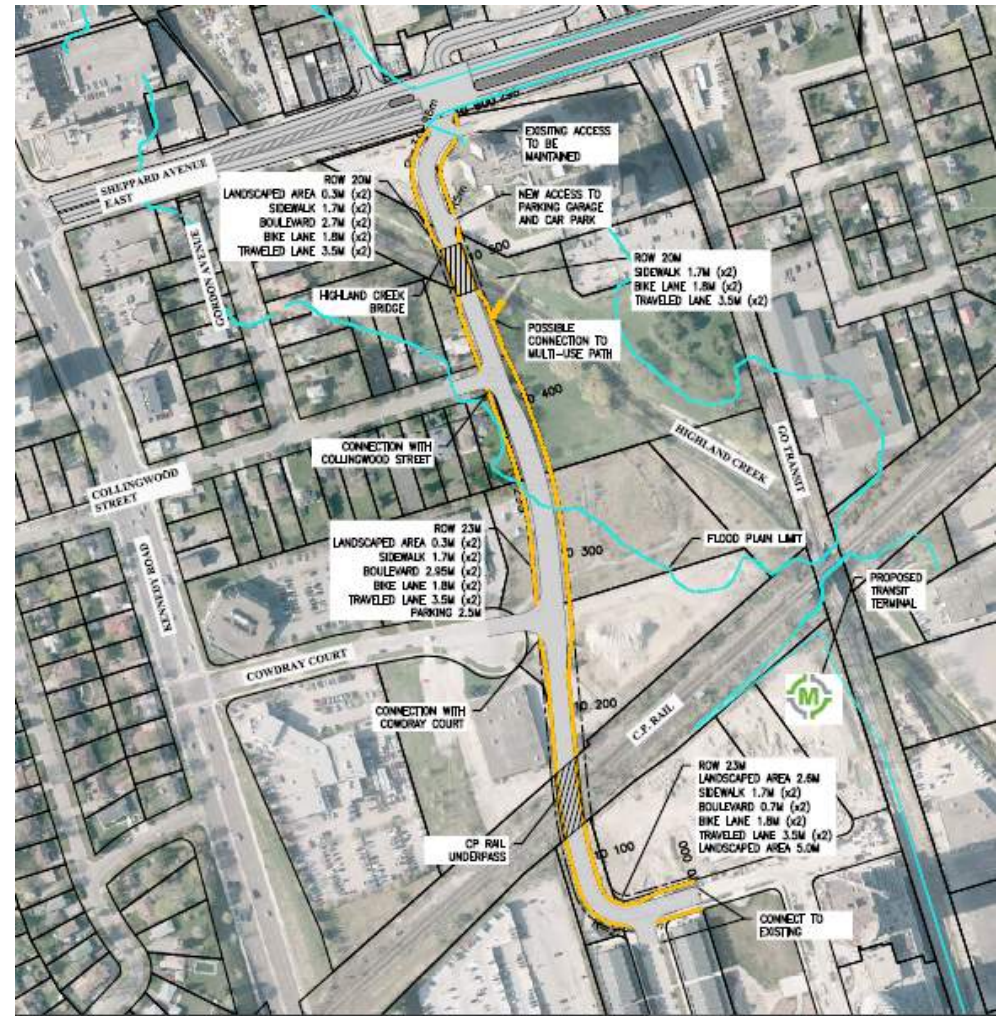 EXISITNG ACCESS
TO BE
MAINTAINED
SHEPPARD AVENUE
EAST
ROW 20M
LANDSCAPED AREA 0.3M (x2)
SIDEWALK 1.7M (x2)
BOULEVARD 2.7M (x2)
BIKE LANE 1.8M (x2)
TRAVELED LANE 3.5M (x2)
NEW ACCESS TO
PARKING GARAGE
AND CAR PARK
GORDON AVENUE
10 500
ROW 20M
SIDEWALK 1.7M (x2)
BIKE LANE 1.8M (x2)
TRAVELED LANE 3.5M (x2)
HIGHLAND CREEK
BRIDGE
POSSIBLE
CONNECTION TO
MULTI-USE PATH
10 400
CONNECTION WITH
COLLINGWOOD STREET
HIGHLAND CREEK
GO TRANSIT
COLLINGWOOD
STREET
KENNEDY ROAD
ROW 23M
LANDSCAPED AREA 0.3M (x2)
SIDEWALK 1.7M (x2)
BOULEVARD 2.95M (x2)
BIKE LANE 1.8M (x2)
TRAVELED LANE 3.5M (x2)
PARKING 2.5M
FLOOD PLAIN LIMIT
10 300
PROPOSED
TRANSIT
TERMINAL
COWDRAY COURT
CONNECTION WITH
COWDRAY COURT
10 200
C.P. RAIL
M
ROW 23M
LANDSCAPED AREA 2.6M
SIDEWALK 1.7M (x2)
BOULEVARD 0.7M (x2)
BIKE LANE 1.8M (x2)
TRAVELED LANE 3.5M (x2)
LANDSCAPED AREA 5.0M
CP RAIL
UNDERPASS
10 100
CONNECT TO
EXISTING